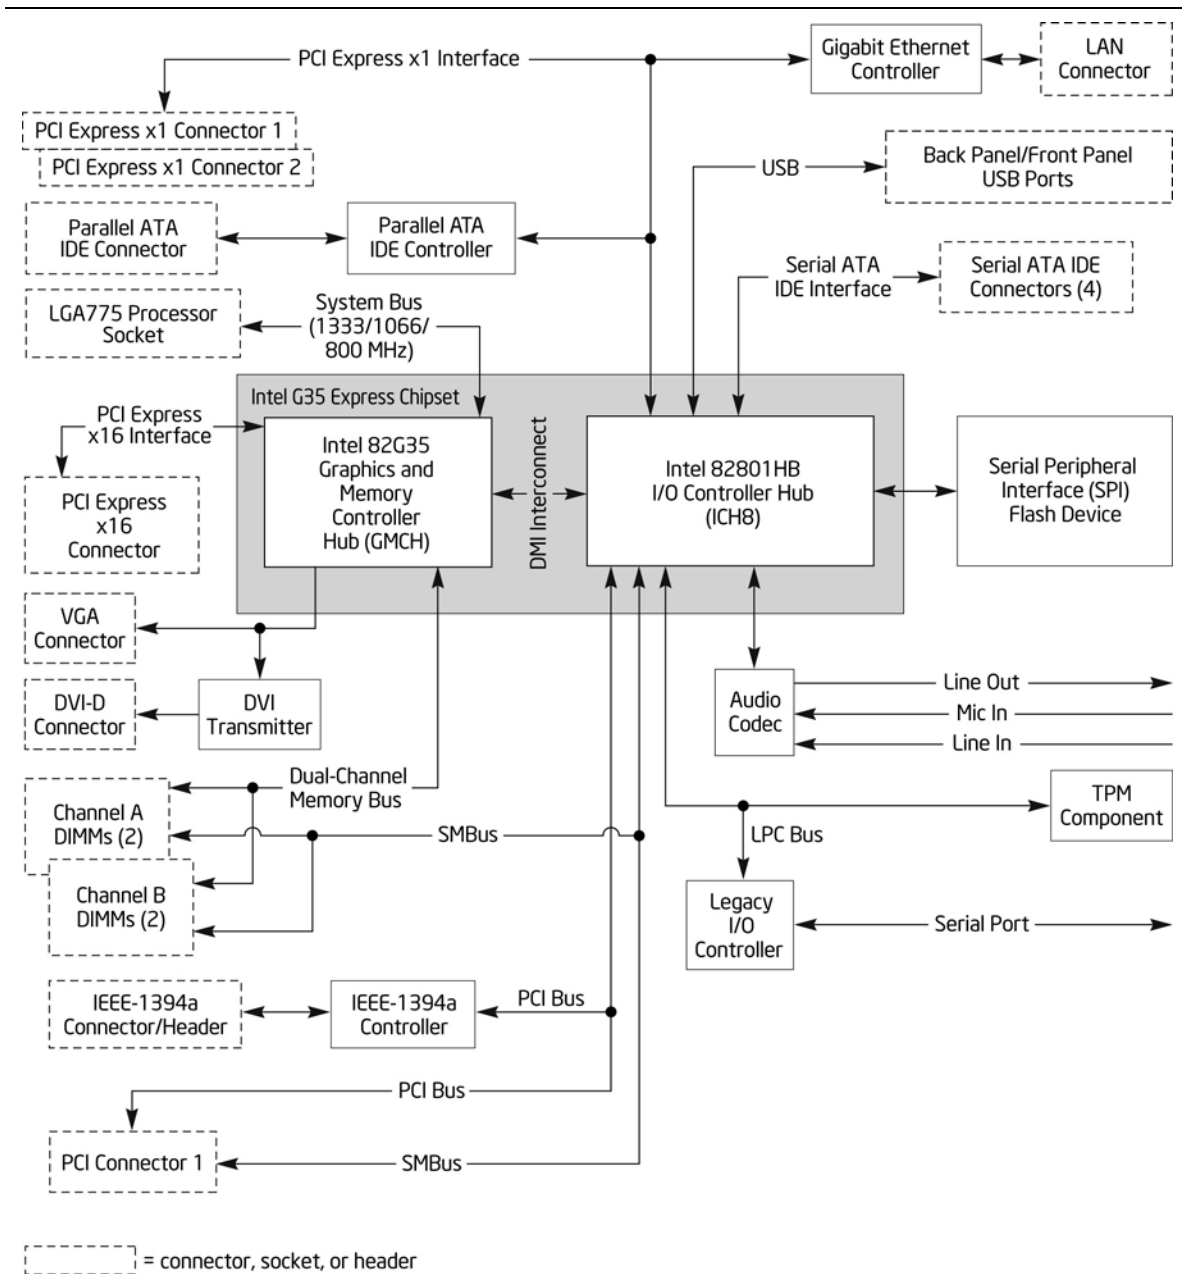 PCI Express x1 Interface
Gigabit Ethernet
Controller
LAN
Connector
PCI Express x1 Connector 1
PCI Express x1 Connector 2
USB
Back Panel/Front Panel
USB Ports
Parallel ATA
IDE Connector
Parallel ATA
IDE Controller
Serial ATA
IDE Interface
Serial ATA IDE
Connectors (4)
LGA775 Processor
Socket
System Bus
(1333/1066/
800 MHz)
Intel G35 Express Chipset
PCI Express
x16 Interface
Intel 82G35
Graphics and
Memory
Controller
Hub (GMCH)
DMI Interconnect
Intel 82801HB
I/O Controller Hub
(ICH8)
Serial Peripheral
Interface (SPI)
Flash Device
PCI Express
x16
Connector
VGA
Connector
DVI-D
Connector
DVI
Transmitter
Audio
Codec
Line Out
Mic In
Line In
Dual-Channel
Memory Bus
Channel A
DIMMs (2)
SMBus
LPC Bus
TPM
Component
Channel B
DIMMs (2)
Legacy
I/O
Controller
Serial Port
IEEE-1394a
Connector/Header
IEEE-1394a
Controller
PCI Bus
PCI Bus
PCI Connector 1
SMBus
= connector, socket, or header